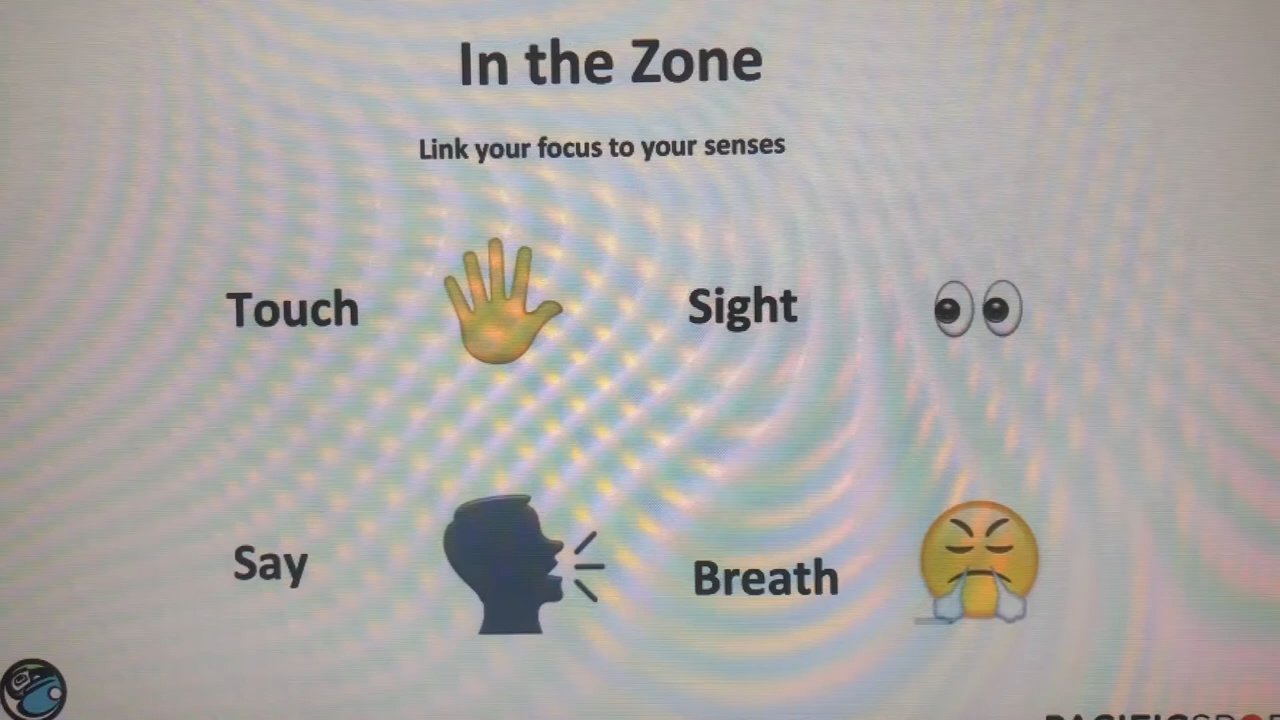 In the Zone
Link your focus to your senses
Touch
Sight
Say
Breath